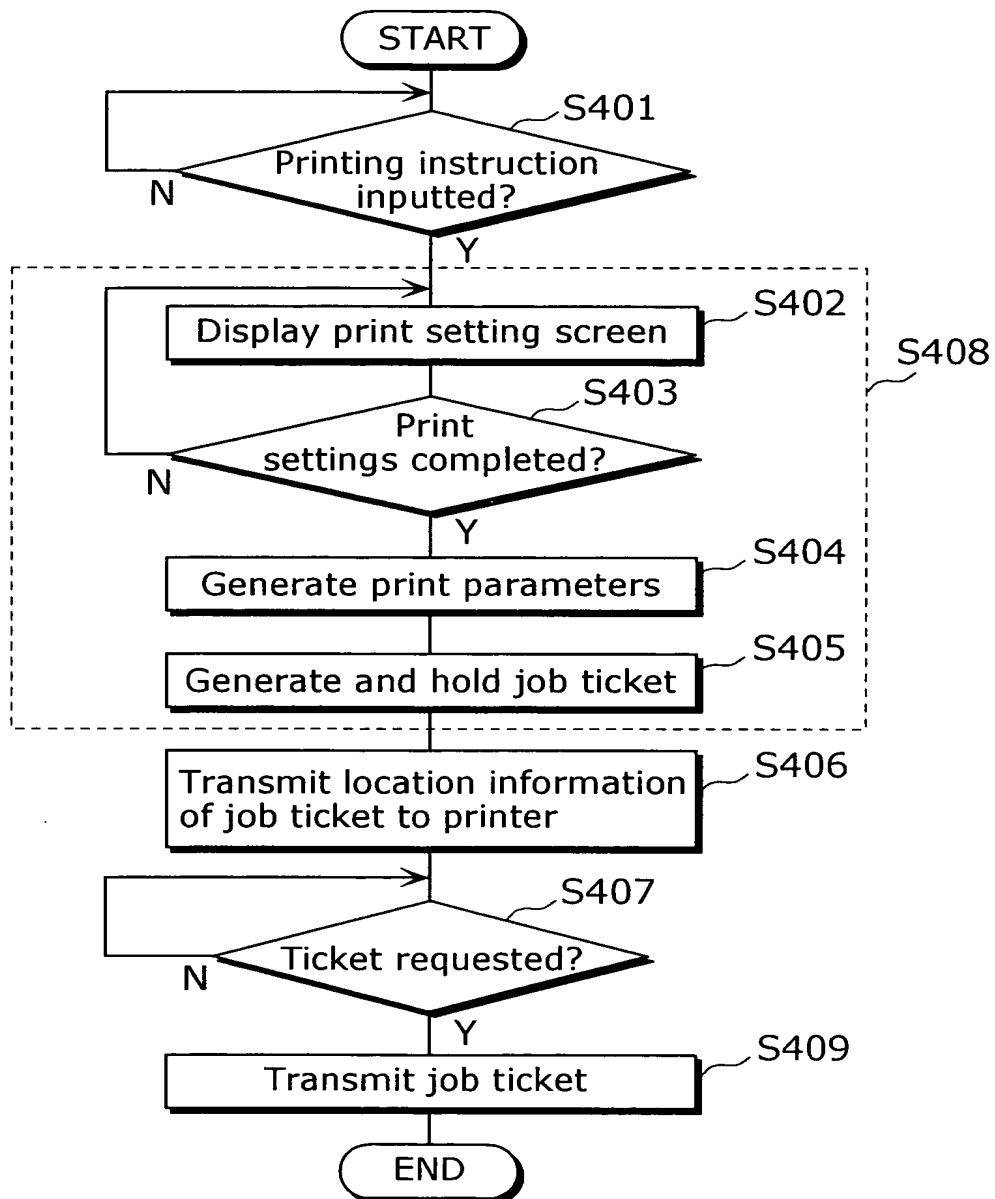 START
S401
Printing instruction
inputted?
N
Y
S402
Display print setting screen
S408
S403
Print
settings completed?
N
Y
S404
Generate print parameters
S405
Generate and hold job ticket
S406
Transmit location information
of job ticket to printer
S407
Ticket requested?
N
Y
S409
Transmit job ticket
END